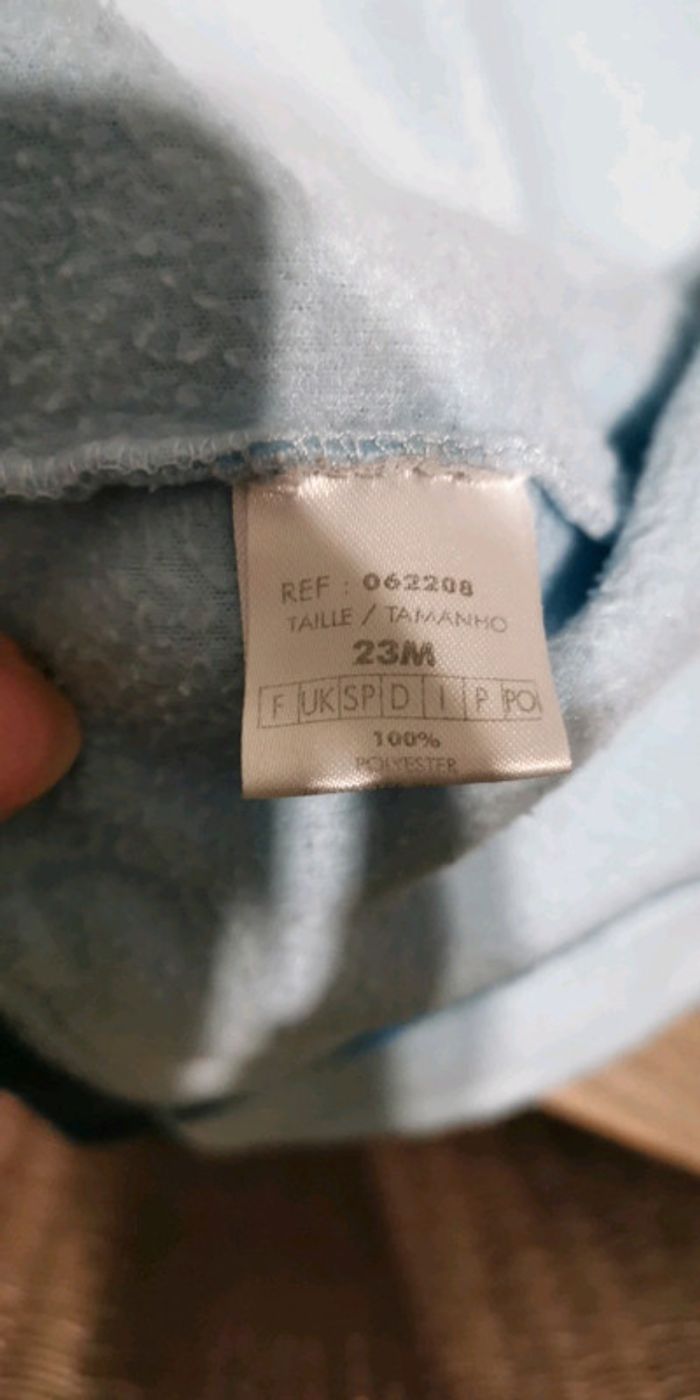 REF : 062208
TAILLE / TAMANHO
23M
F UK SP D I P PO
100%
POLYESTER